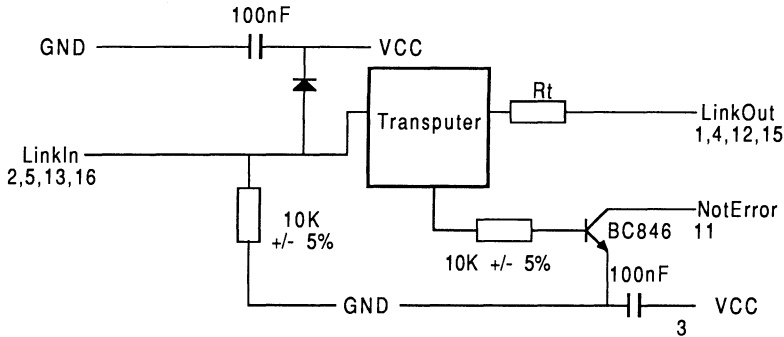 100nF
GND
VCC
Transputer
Rt
LinkOut
1,4,12,15
LinkIn
2,5,13,16
10K
+/- 5%
NotError
11
BC846
10K +/- 5%
100nF
GND
VCC
3